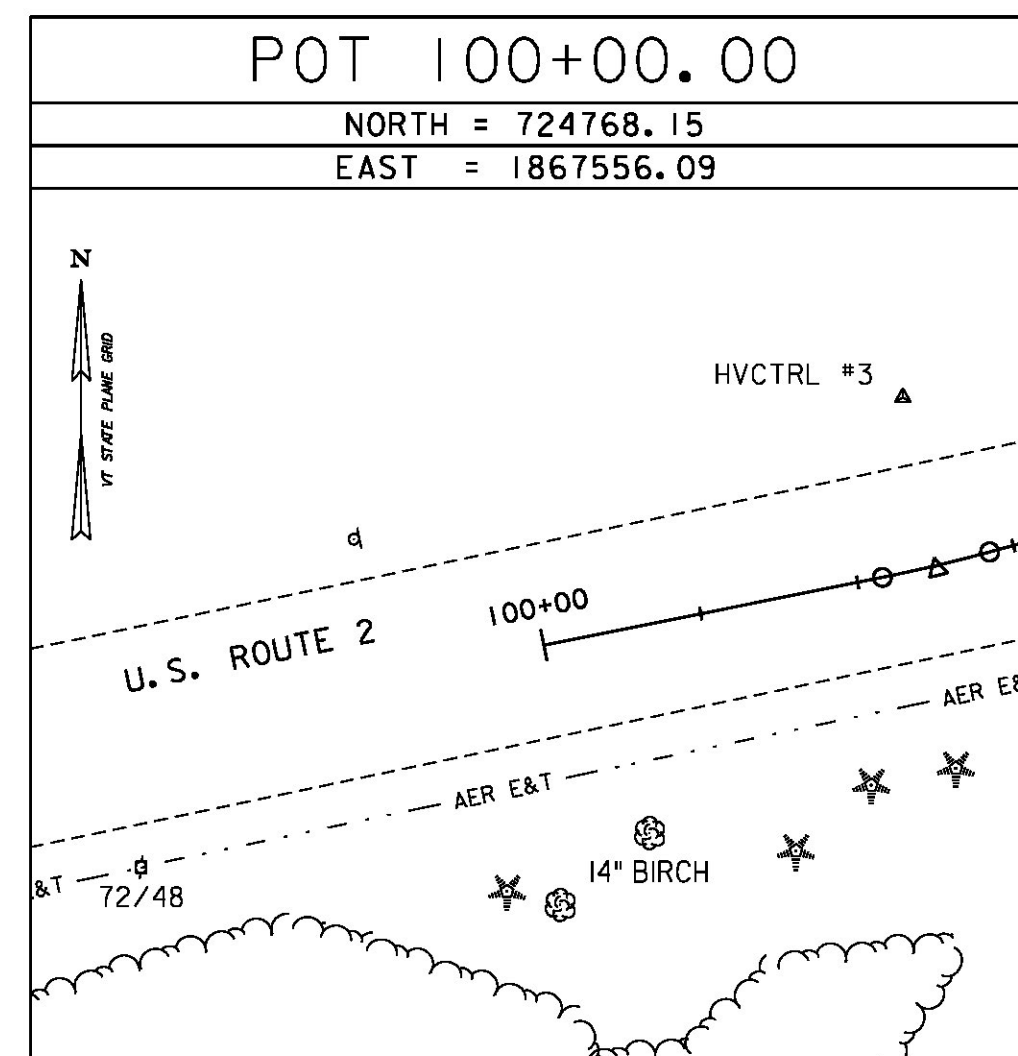 POT 100+00.00
NORTH = 724768.15
EAST = 1867556.09
N
VT STATE PLANE GRID
HVCTRL #3
100+00
U.S. ROUTE 2
AER E&
AER E&T
14" BIRCH
&T
72/48